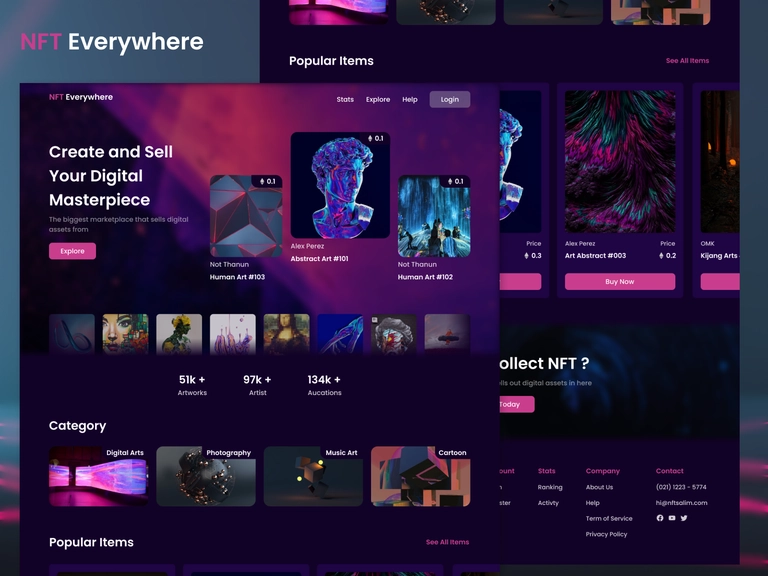 NFT Everywhere
NFT Everywhere
Stats
Explore
Help
Login
Create and Sell
Your Digital
Masterpiece
The biggest marketplace that sells digital
assets from
Explore
0.1
Not Thanun
Human Art #103
0.1
Alex Perez
Abstract Art #101
0.1
Not Thanun
Human Art #102
51k +
Artworks
97k +
Artist
134k +
Aucations
Category
Digital Arts
Photography
Music Art
Cartoon
Popular Items
See All Items
Popular Items
See All Items
Price
0.3
Alex Perez
Price
Art Abstract #003
0.2
Buy Now
OMK
Kijang Arts
ollect NFT ?
ells out digital assets in here
Today
ount
ster
Stats
Ranking
Activty
Company
About Us
Help
Term of Service
Privacy Policy
Contact
(021) 1223 - 5774
hi@nftsalim.com